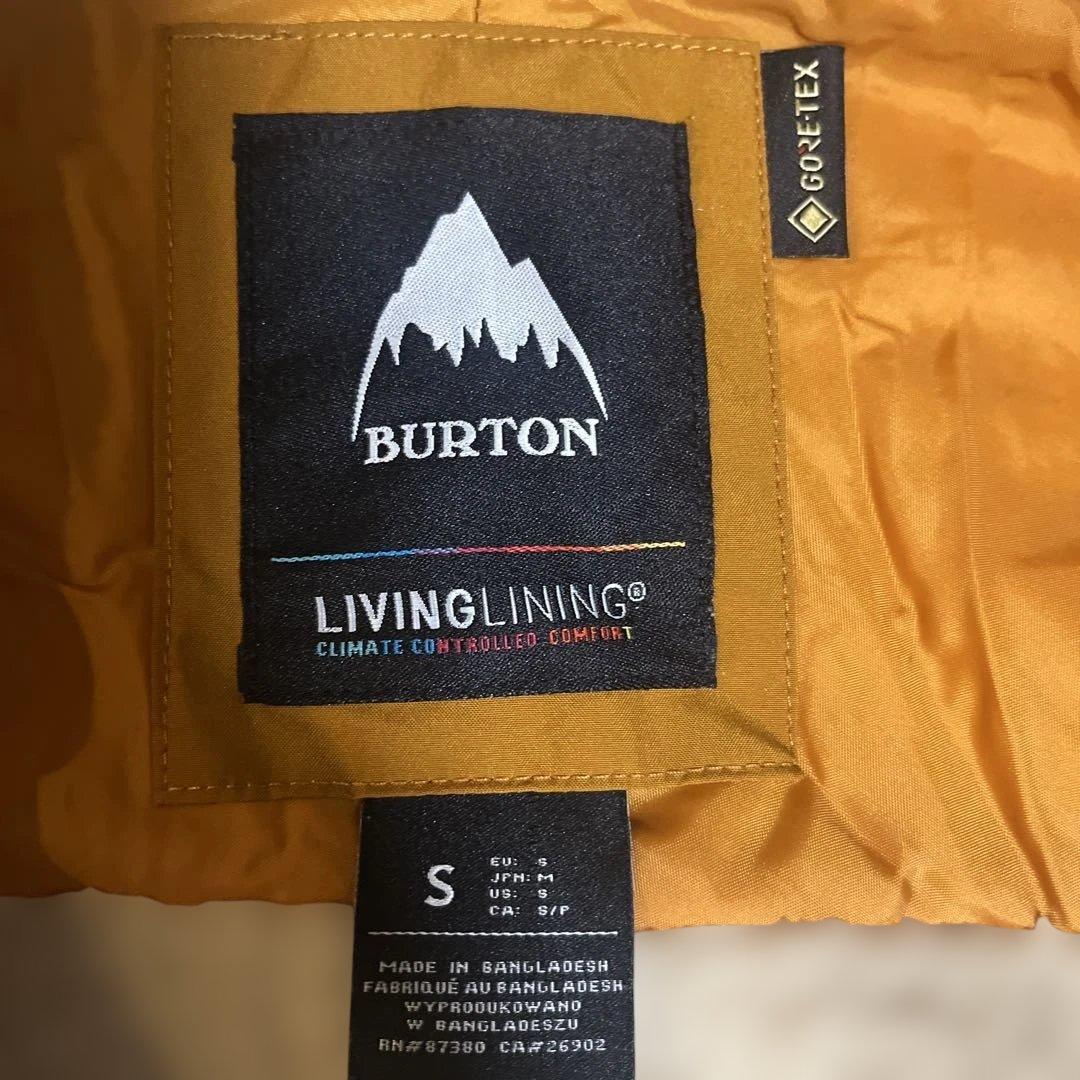 GORE-TEX
BURTON
LIVINGLINING®
CLIMATE CONTROLLED COMFORT
S
EU: S
JPN: M
US: S
CA: S/P
MADE IN BANGLADESH
FABRIQUÉ AU BANGLADESH
WYPRODUKOWANO
W BANGLADESZU
RN#87380 CA#26902